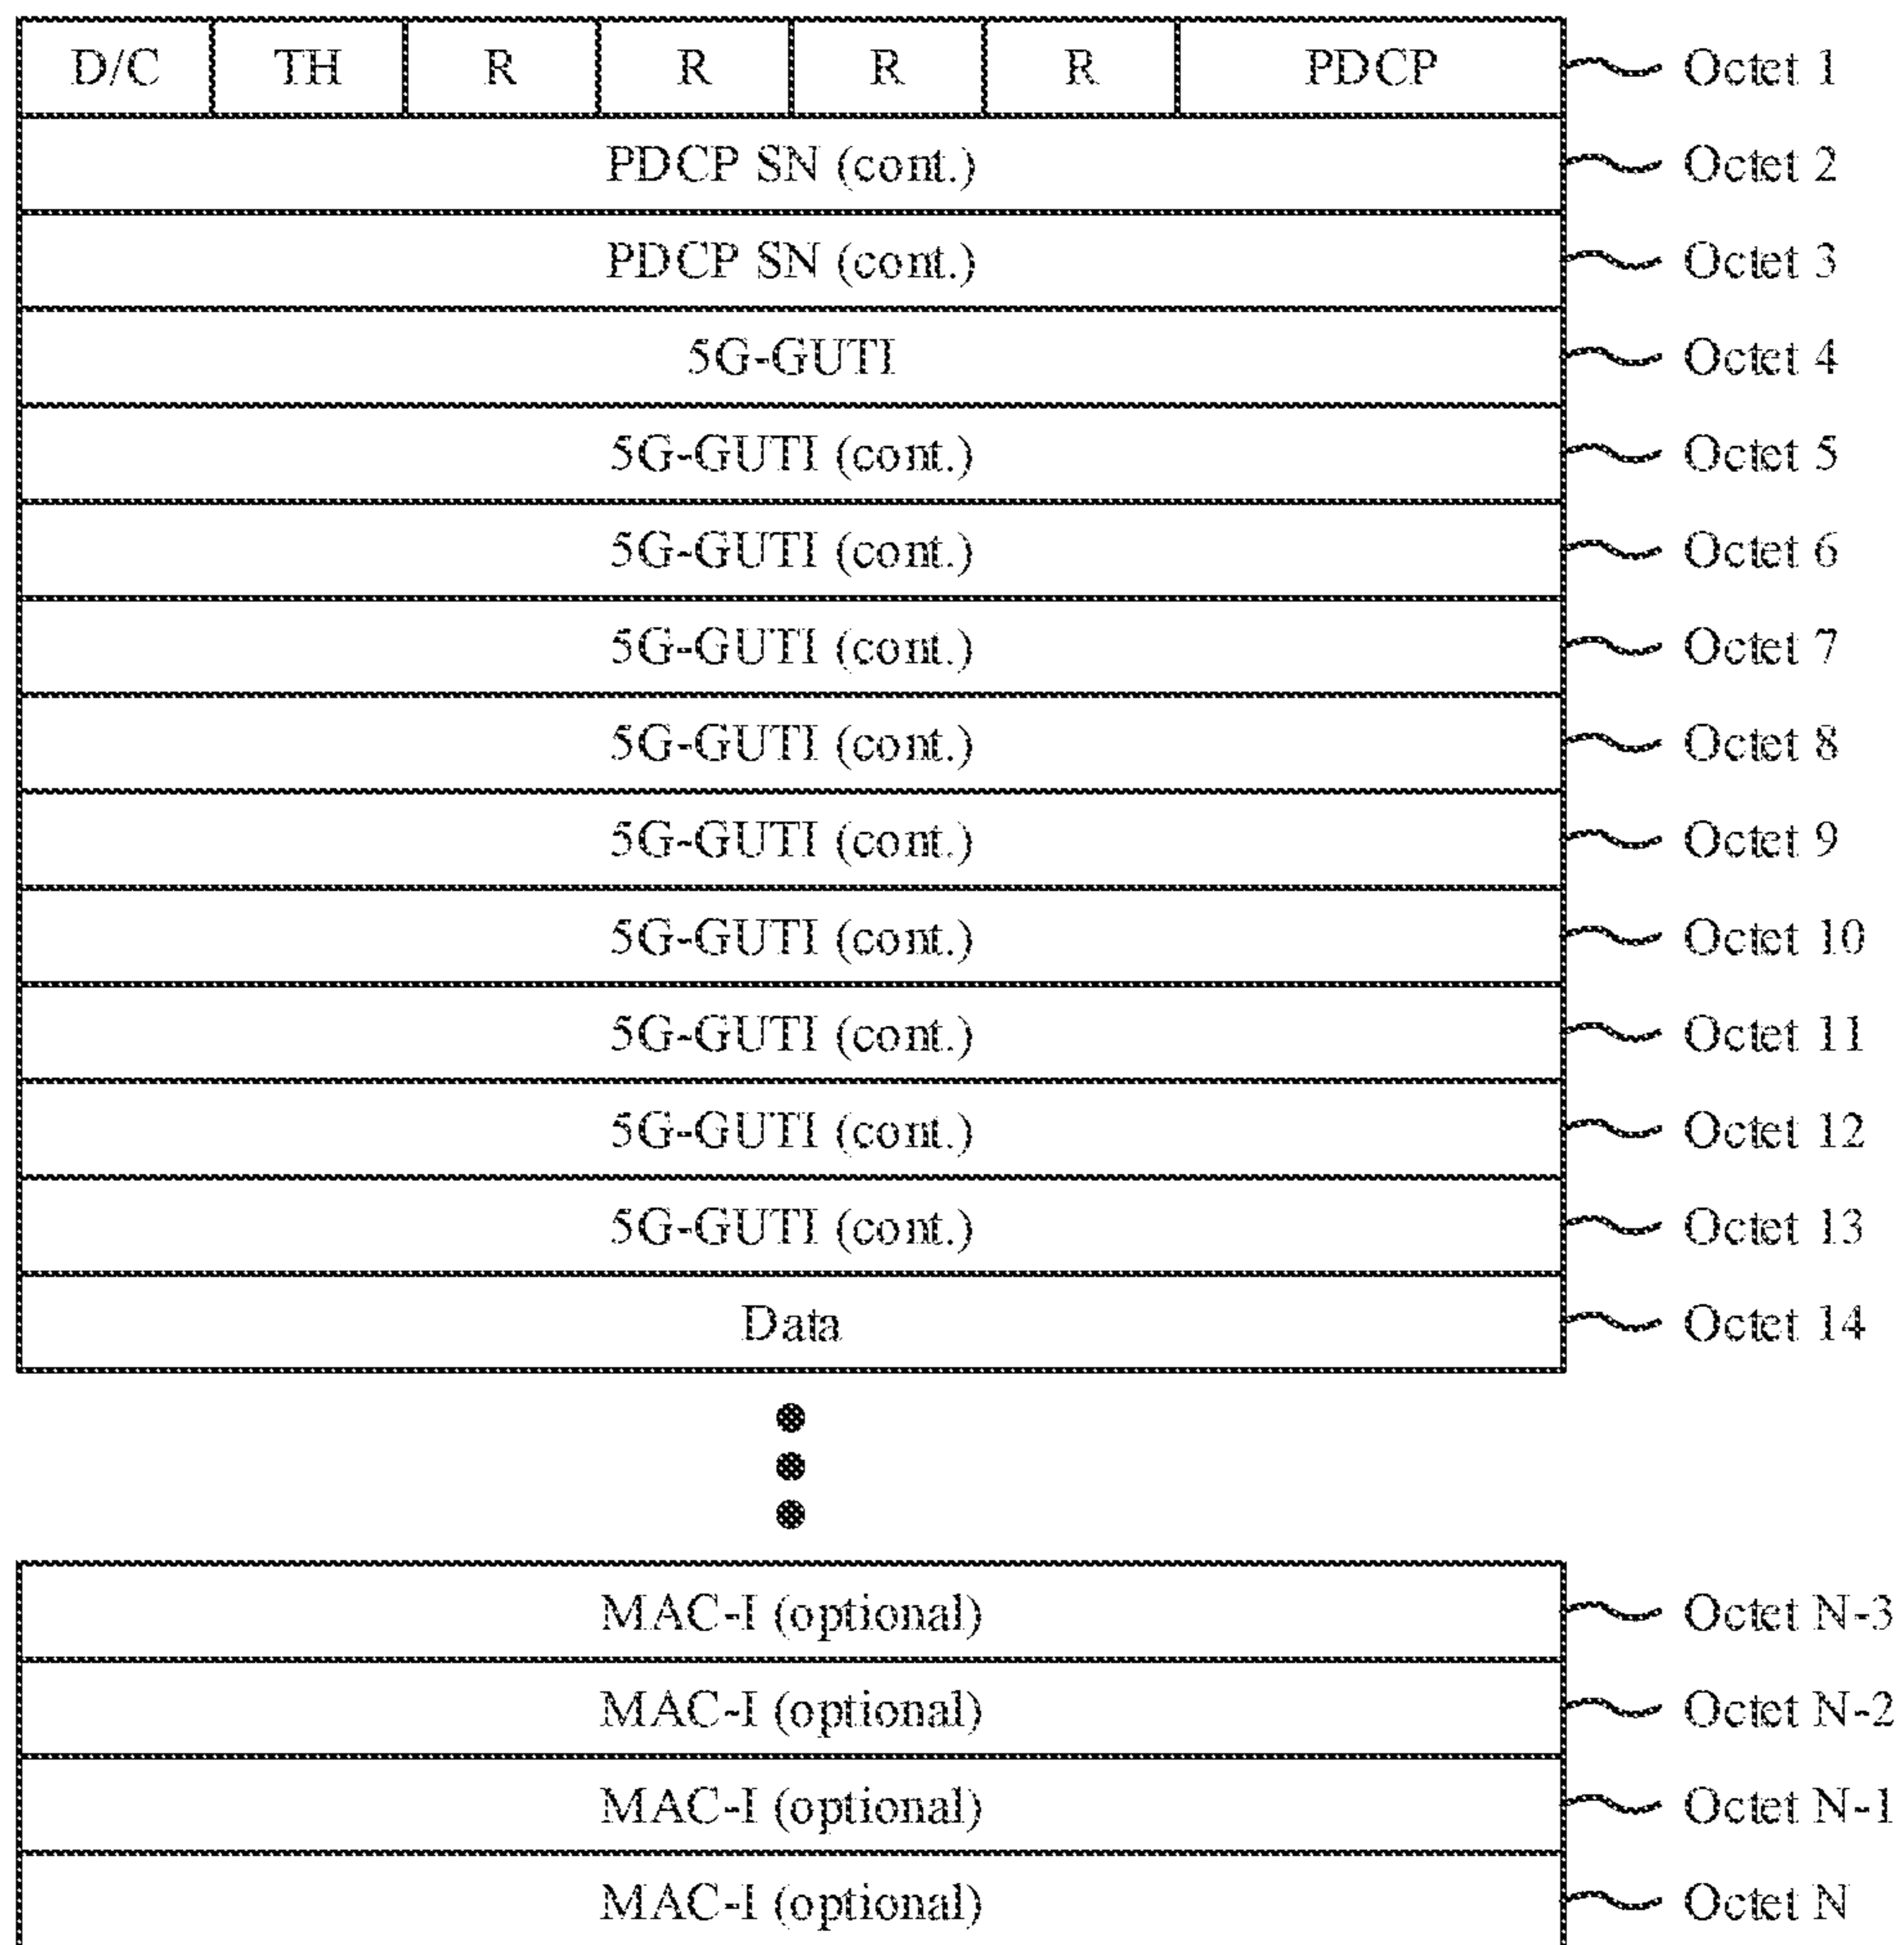 D/C TH R R R R PDCP Octet 1
PDCP SN (cont.) Octet 2
PDCP SN (cont.) Octet 3
5G-GUTI Octet 4
5G-GUTI (cont.) Octet 5
5G-GUTI (cont.) Octet 6
5G-GUTI (cont.) Octet 7
5G-GUTI (cont.) Octet 8
5G-GUTI (cont.) Octet 9
5G-GUTI (cont.) Octet 10
5G-GUTI (cont.) Octet 11
5G-GUTI (cont.) Octet 12
5G-GUTI (cont.) Octet 13
Data Octet 14
MAC-I (optional) Octet N-3
MAC-I (optional) Octet N-2
MAC-I (optional) Octet N-1
MAC-I (optional) Octet N